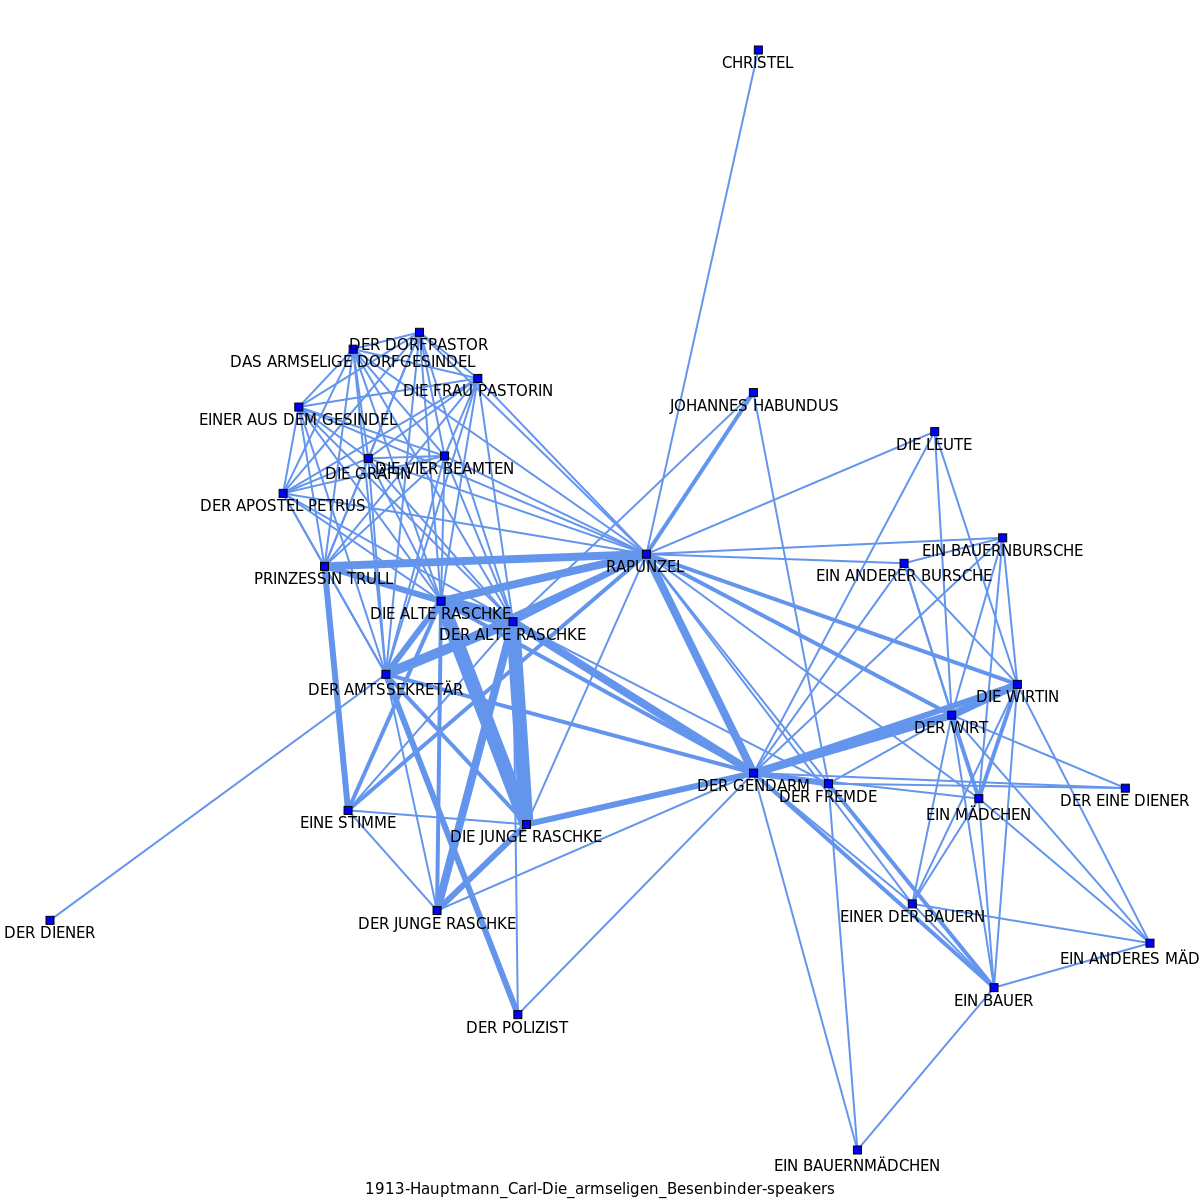 CHRISTEL
DER DORFPASTOR
DAS ARMSELIGE DORFGESINDEL
DIE FRAU PASTORIN
JOHANNES HABUNDUS
EINER AUS DEM GESINDEL
DIE LEUTE
DIE GRÄFIN
DIE VIER BEAMTEN
DER APOSTEL PETRUS
EIN BAUERNBURSCHE
RAPUNZEL
EIN ANDERER BURSCHE
PRINZESSIN TRULL
DIE ALTE RASCHKE
DER ALTE RASCHKE
DER AMTSSEKRETÄR
DIE WIRTIN
DER WIRT
DER GENDARM
DER FREMDE
DER EINE DIENER
EIN MÄDCHEN
EINE STIMME
DIE JUNGE RASCHKE
EINER DER BAUERN
DER JUNGE RASCHKE
DER DIENER
EIN ANDERES MÄD
EIN BAUER
DER POLIZIST
EIN BAUERNMÄDCHEN
1913-Hauptmann_Carl-Die_armseligen_Besenbinder-speakers